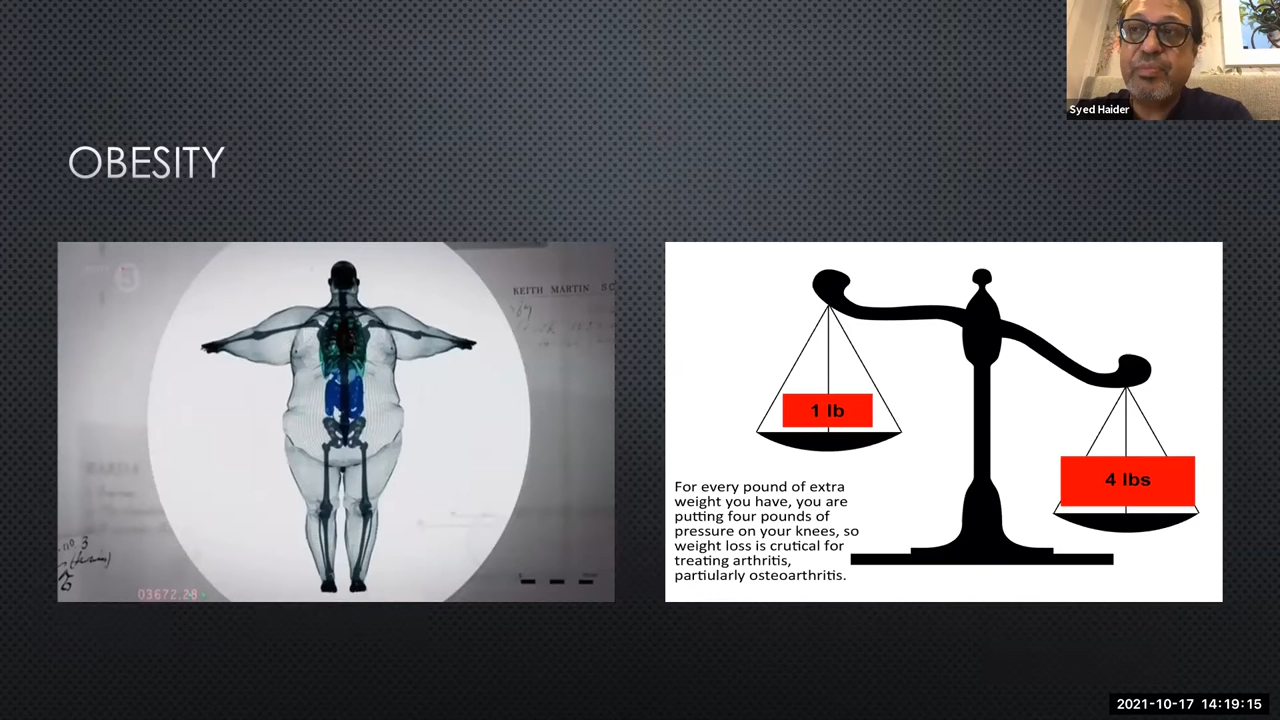 Syed Haider
OBESITY
KEITH MARTIN
03672.28
1 lb
4 lbs
For every pound of extra
weight you have, you are
putting four pounds of
pressure on your knees, so
weight loss is crutical for
treating arthritis,
partiularly osteoarthritis.
2021-10-17 14:19:15